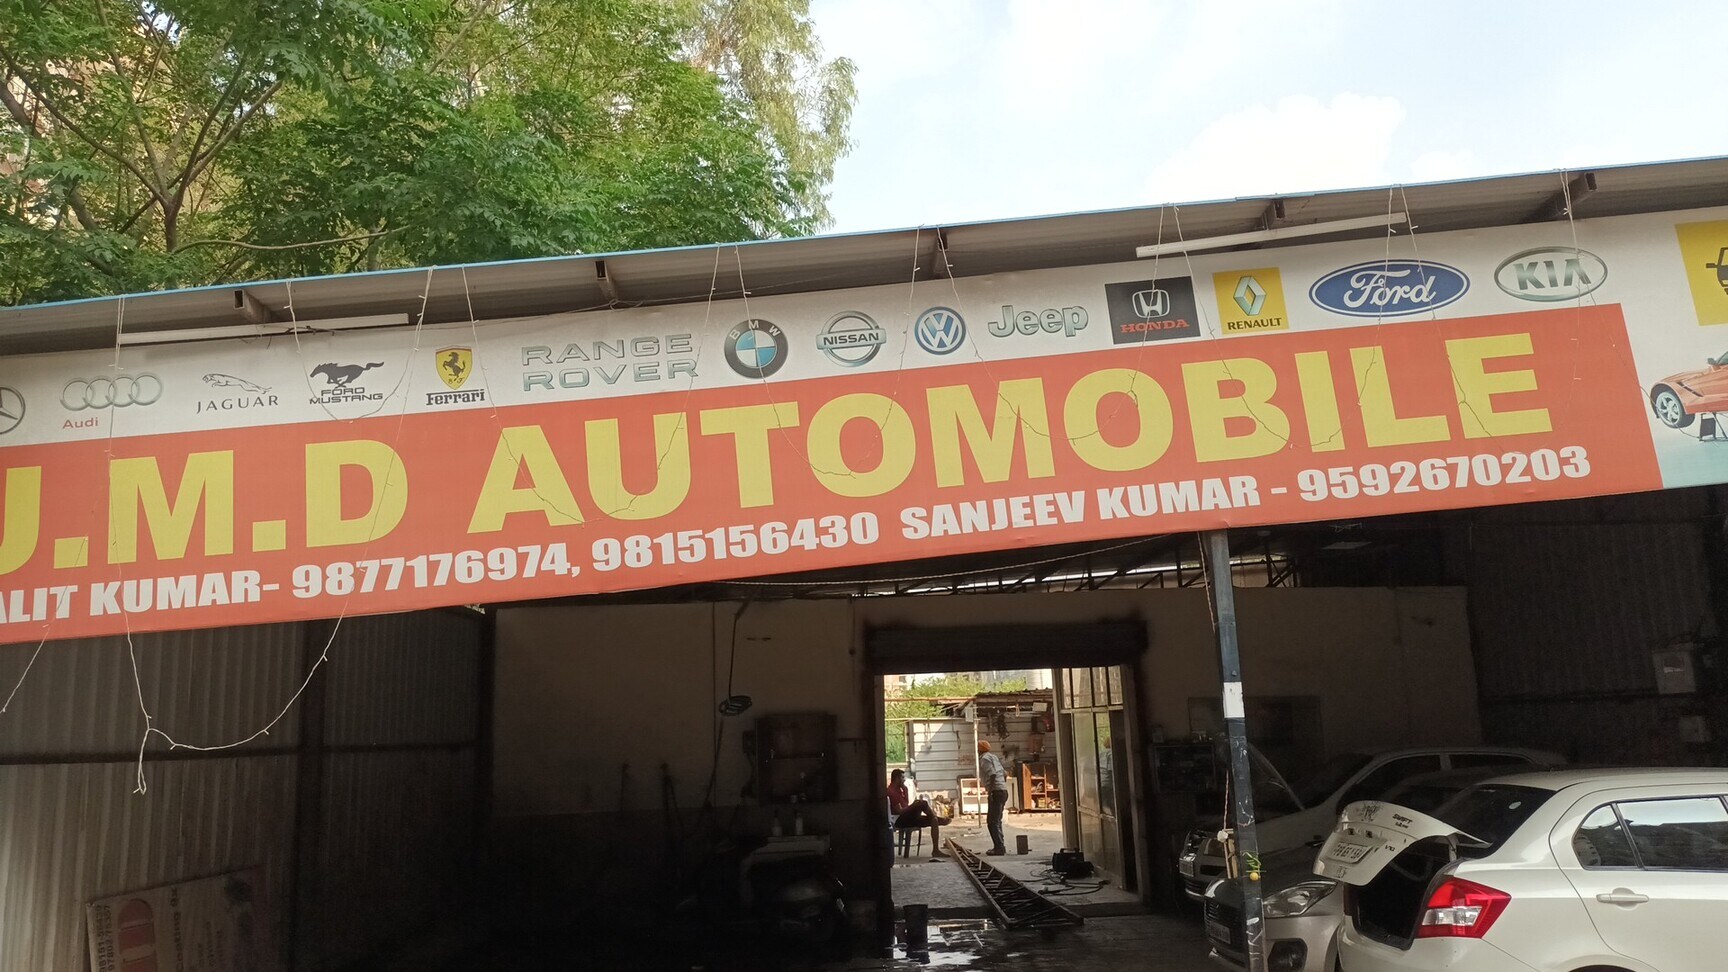 Audi
JAGUAR
FORD
MUSTANG
Ferrari
RANGE
ROVER
BMW
NISSAN
Jeep
HONDA
RENAULT
Ford
KIA
.M.D AUTOMOBILE
ALIT KUMAR- 9877176974, 9815156430 SANJEEV KUMAR - 9592670203